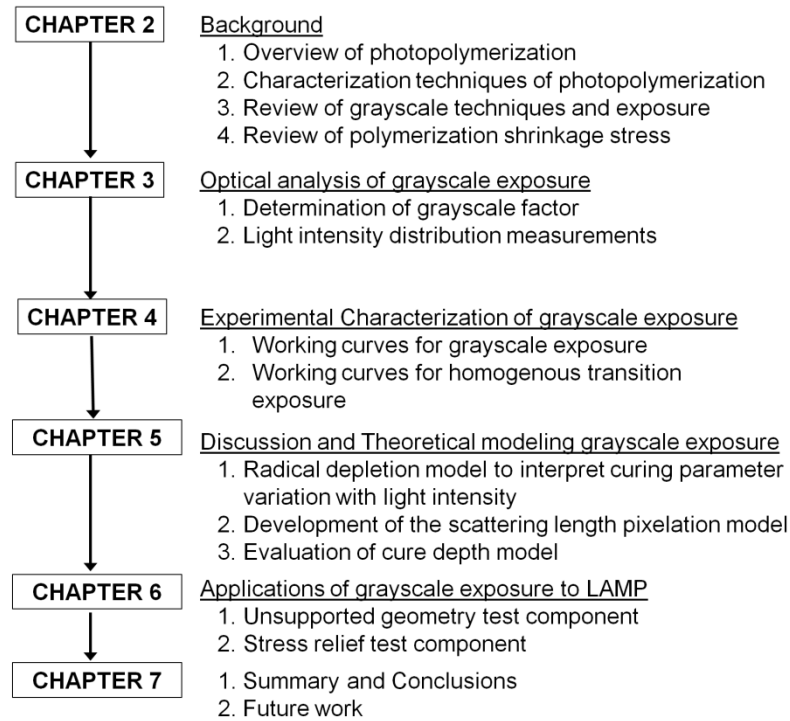 CHAPTER 2
Background
1. Overview of photopolymerization
2. Characterization techniques of photopolymerization
3. Review of grayscale techniques and exposure
4. Review of polymerization shrinkage stress
CHAPTER 3
Optical analysis of grayscale exposure
1. Determination of grayscale factor
2. Light intensity distribution measurements
CHAPTER 4
Experimental Characterization of grayscale exposure
1. Working curves for grayscale exposure
2. Working curves for homogenous transition
exposure
CHAPTER 5
Discussion and Theoretical modeling grayscale exposure
1. Radical depletion model to interpret curing parameter
variation with light intensity
2. Development of the scattering length pixelation model
3. Evaluation of cure depth model
CHAPTER 6
Applications of grayscale exposure to LAMP
1. Unsupported geometry test component
2. Stress relief test component
CHAPTER 7
1. Summary and Conclusions
2. Future work